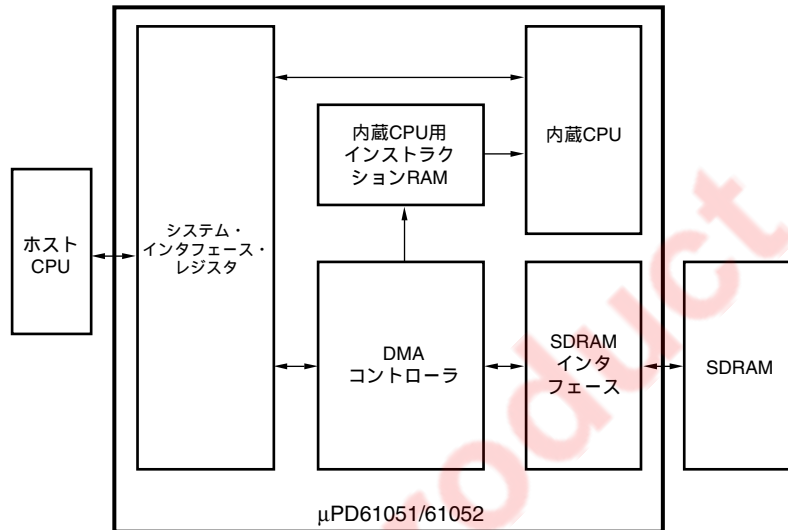 内蔵CPU用
インストラク
ションRAM
内蔵CPU
ホスト
CPU
システム・
インタフェース・
レジスタ
DMA
コントローラ
SDRAM
インタ
フェース
SDRAM
μPD61051/61052
roduct